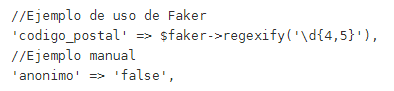 //Ejemplo de uso de Faker
'codigo_postal' => $faker->regexify('\d{4,5}'),
//Ejemplo manual
'anonimo' => 'false',